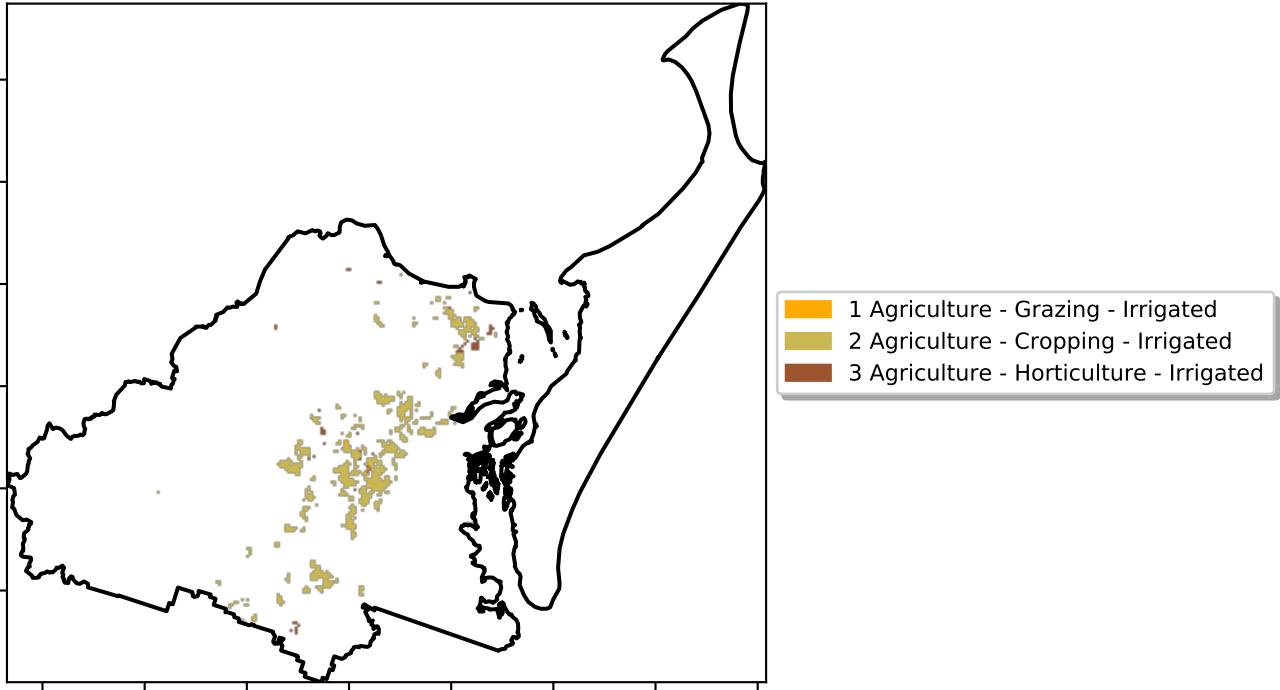 1 Agriculture - Grazing - Irrigated
2 Agriculture - Cropping - Irrigated
3 Agriculture - Horticulture - Irrigated